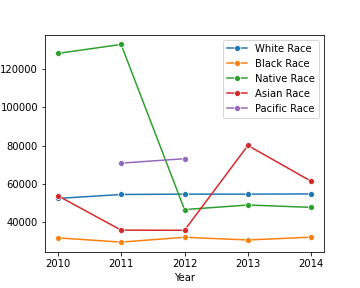 White Race
Black Race
Native Race
Asian Race
Pacific Race
120000
100000
80000
60000
40000
2010 2011 2012 2013 2014
Year